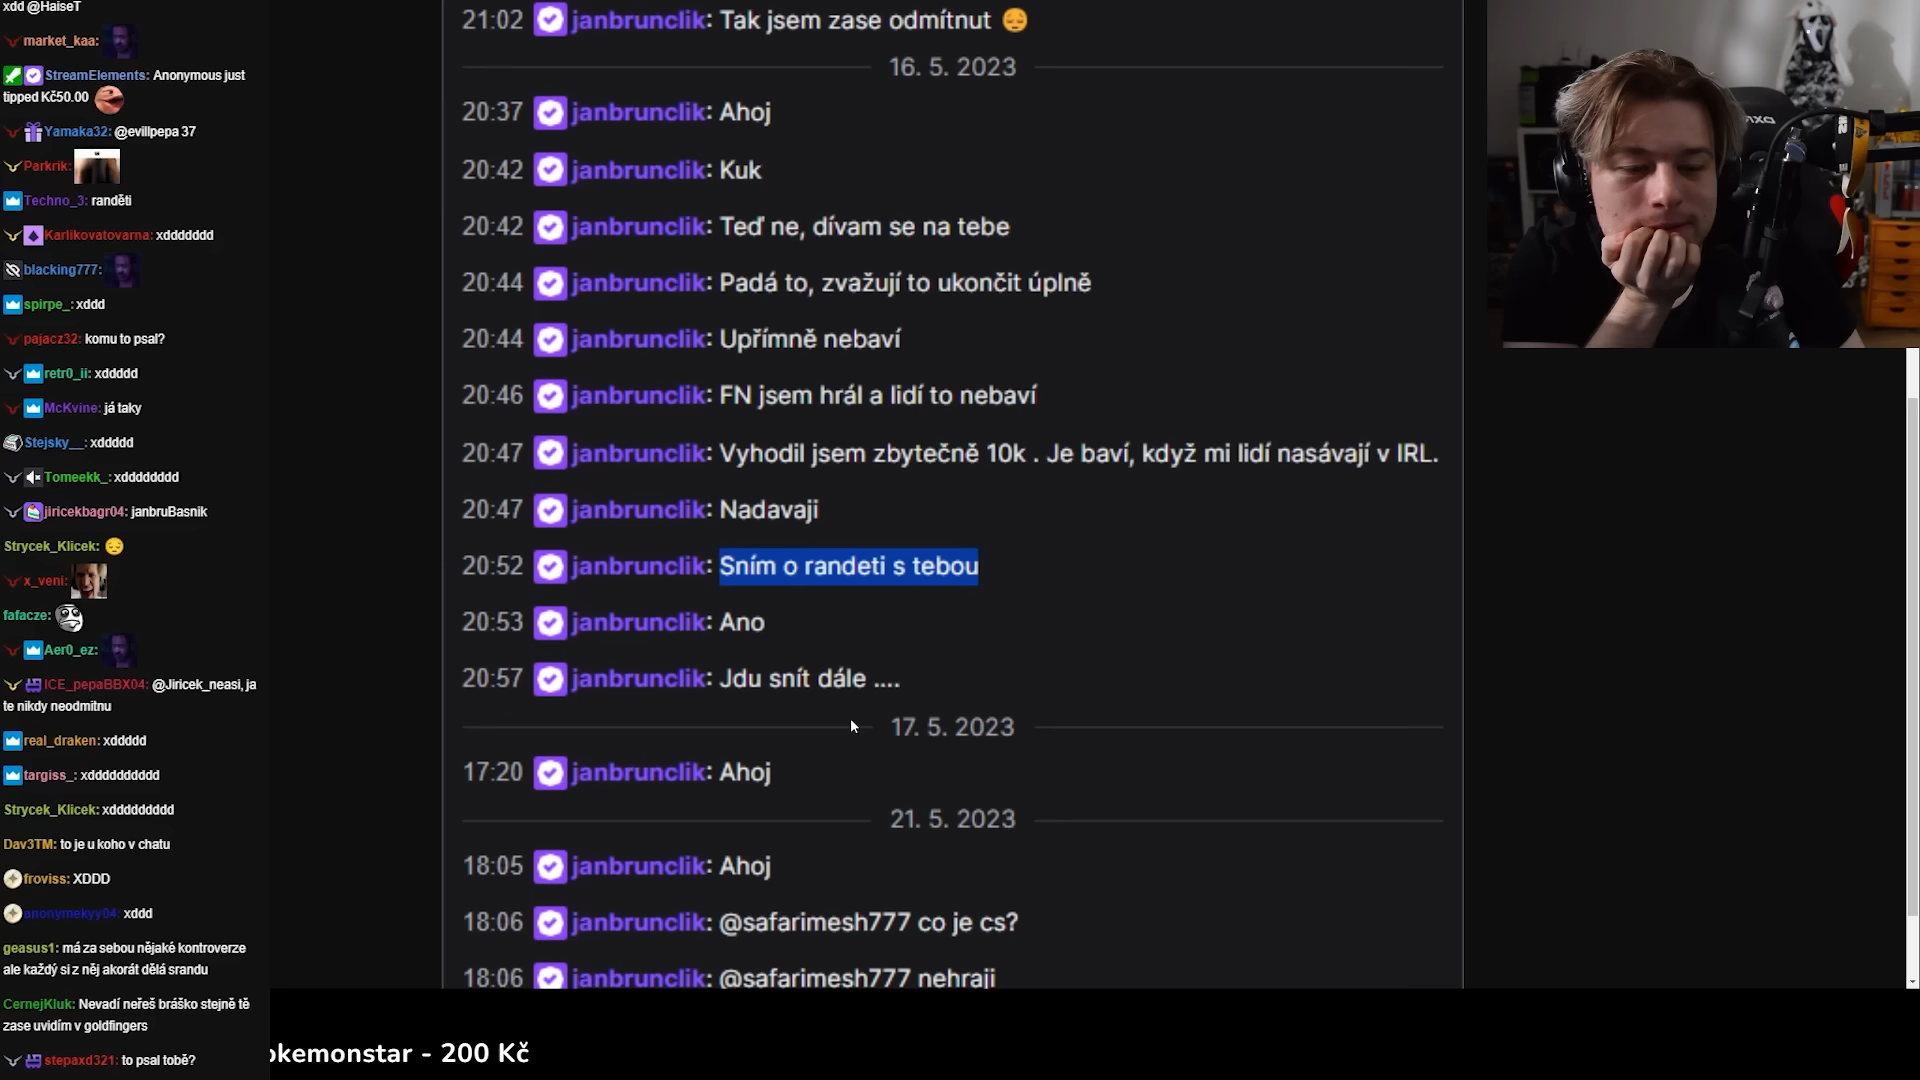 xdd @HaiseT
market_kaa:
StreamElements: Anonymous just
tipped Kč50.00
Yamaka32: @evillpepa 37
Parkrik:
Techno_3: randěti
Karlikovatovarna: xddddddd
blacking777:
spirpe_: xddd
pajacz32: komu to psal?
retr0_ii: xddddd
McKvine: já taky
Stejsky__: xddddd
Tomeekk_: xdddddddd
jiricekbagr04: janbruBasnik
Strycek_Klicek:
x_veni:
fafacze:
Aer0_ez:
ICE_pepaBBX04: @Jiricek_neasi, ja
te nikdy neodmitnu
real_draken: xddddd
targiss_: xdddddddddd
Strycek_Klicek: xddddddddd
Dav3TM: to je u koho v chatu
froviss: XDDD
anonymekyy04: xddd
geasus1: má za sebou nějaké kontroverze
ale každý si z něj akorát dělá srandu
CernejKluk: Nevadí neřeš bráško stejně tě
zase uvidím v goldfingers
stepaxd321: to psal tobě?
21:02 janbrunclik: Tak jsem zase odmítnut 😔
16. 5. 2023
20:37 janbrunclik: Ahoj
20:42 janbrunclik: Kuk
20:42 janbrunclik: Teď ne, dívam se na tebe
20:44 janbrunclik: Padá to, zvažují to ukončit úplně
20:44 janbrunclik: Upřímně nebaví
20:46 janbrunclik: FN jsem hrál a lidí to nebaví
20:47 janbrunclik: Vyhodil jsem zbytečně 10k . Je baví, když mi lidí nasávají v IRL.
20:47 janbrunclik: Nadavaji
20:52 janbrunclik: Sním o randeti s tebou
20:53 janbrunclik: Ano
20:57 janbrunclik: Jdu snít dále ....
17. 5. 2023
17:20 janbrunclik: Ahoj
21. 5. 2023
18:05 janbrunclik: Ahoj
18:06 janbrunclik: @safarimesh777 co je cs?
18:06 janbrunclik: @safarimesh777 nehraji
okemonstar - 200 Kč